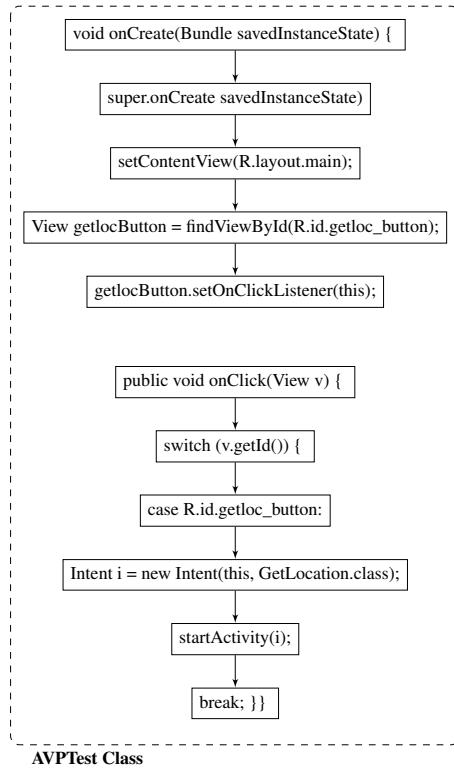 void onCreate(Bundle savedInstanceState) {
super.onCreate savedInstanceState)
setContentView(R.layout.main);
View getlocButton = findViewById(R.id.getloc_button);
getlocButton.setOnClickListener(this);
public void onClick(View v) {
switch (v.getId()) {
case R.id.getloc_button:
Intent i = new Intent(this, GetLocation.class);
startActivity(i);
break; }}
AVPTest Class